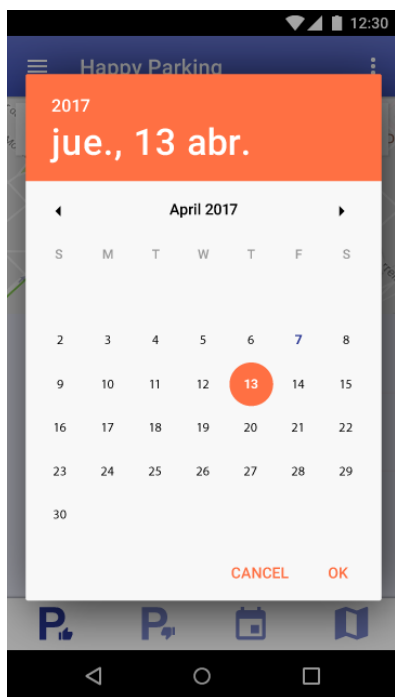 12:30
Happy Parking
2017
jue., 13 abr.
April 2017
S M T W T F S
2 3 4 5 6 7 8
9 10 11 12 13 14 15
16 17 18 19 20 21 22
23 24 25 26 27 28 29
30
CANCEL OK
P P